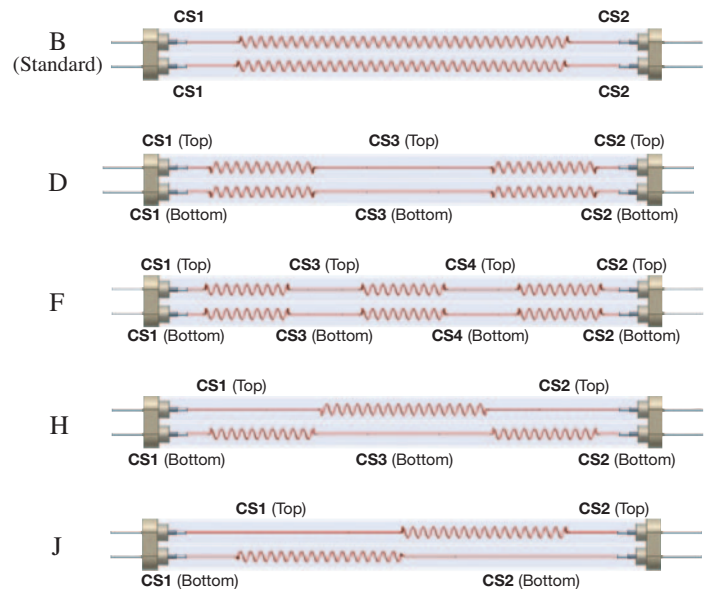 CS1 CS2
B
(Standard)
CS1 CS2
CS1 (Top) CS3 (Top) CS2 (Top)
D
CS1 (Bottom) CS3 (Bottom) CS2 (Bottom)
CS1 (Top) CS3 (Top) CS4 (Top) CS2 (Top)
F
CS1 (Bottom) CS3 (Bottom) CS4 (Bottom) CS2 (Bottom)
CS1 (Top) CS2 (Top)
H
CS1 (Bottom) CS3 (Bottom) CS2 (Bottom)
CS1 (Top) CS2 (Top)
J
CS1 (Bottom) CS2 (Bottom)